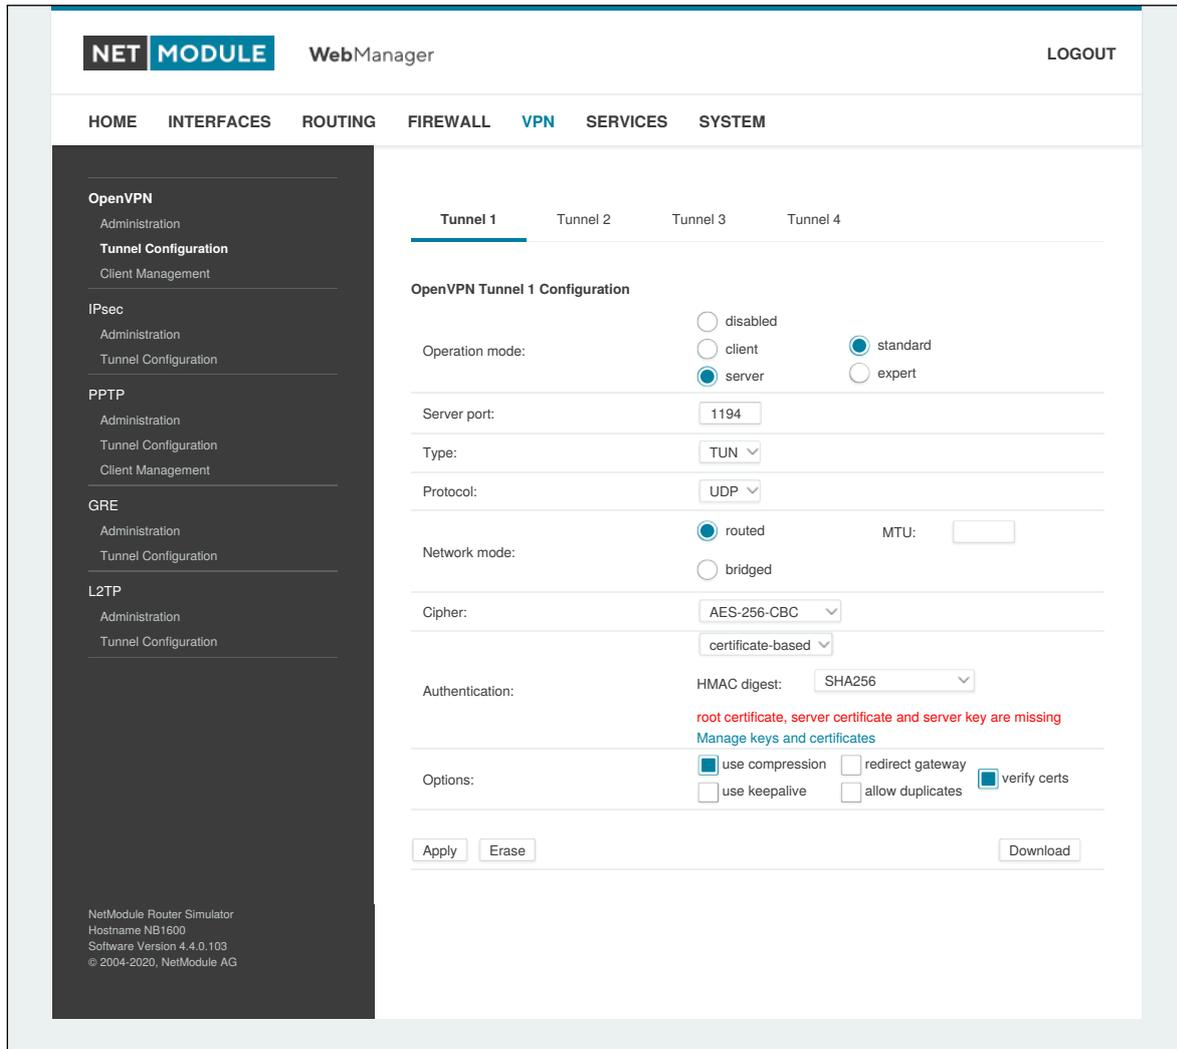 NET MODULE WebManager LOGOUT
HOME INTERFACES ROUTING FIREWALL VPN SERVICES SYSTEM
OpenVPN
Administration
Tunnel Configuration
Client Management
IPsec
Administration
Tunnel Configuration
PPTP
Administration
Tunnel Configuration
Client Management
GRE
Administration
Tunnel Configuration
L2TP
Administration
Tunnel Configuration
NetModule Router Simulator
Hostname NB1600
Software Version 4.4.0.103
© 2004-2020, NetModule AG
Tunnel 1 Tunnel 2 Tunnel 3 Tunnel 4
OpenVPN Tunnel 1 Configuration
Operation mode:
disabled
client
server
standard
expert
Server port: 1194
Type: TUN
Protocol: UDP
Network mode:
routed
bridged
MTU:
Cipher: AES-256-CBC
Authentication:
certificate-based
HMAC digest: SHA256
root certificate, server certificate and server key are missing
Manage keys and certificates
Options:
use compression redirect gateway
use keepalive allow duplicates
verify certs
Apply Erase Download